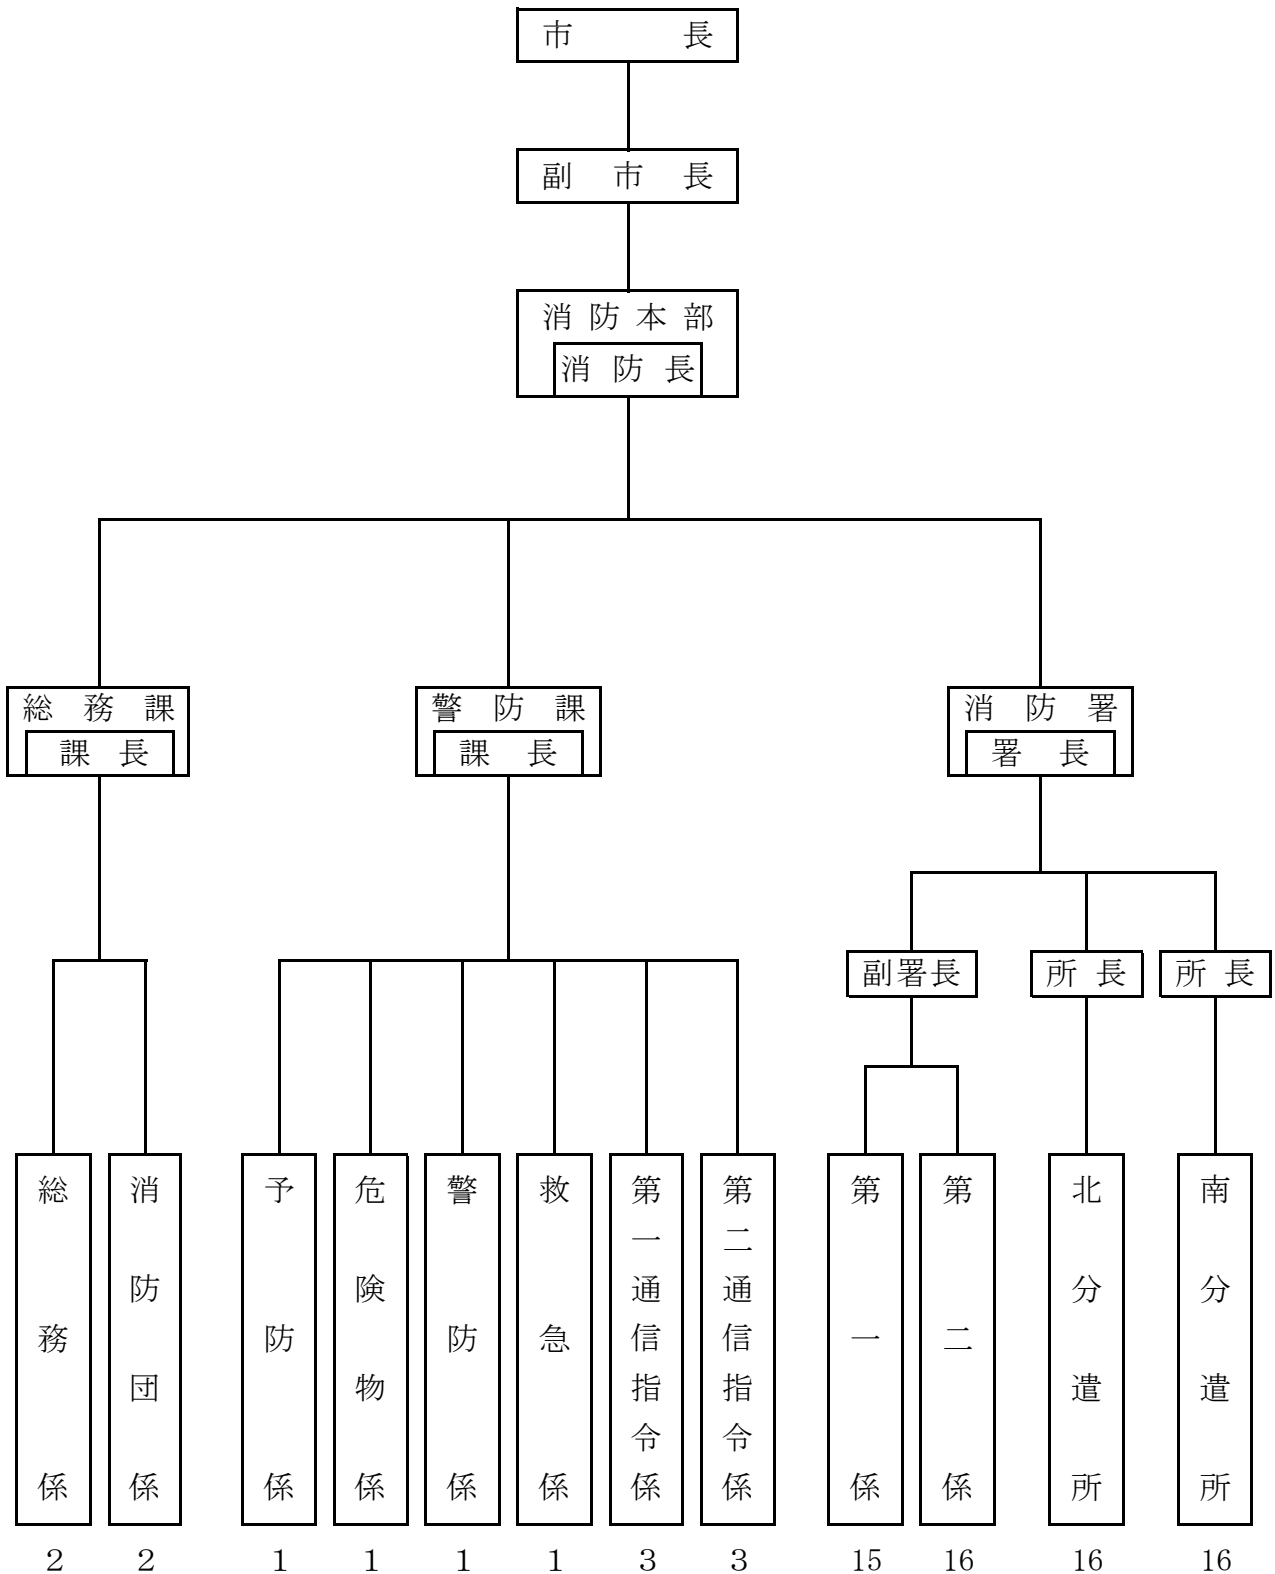 市長
副市長
消防本部
消防長
総務課
課長
警防課
課長
消防署
署長
副署長
所長
所長
総務係
消防団係
予防係
危険物係
警防係
救急係
第一通信指令係
第二通信指令係
第一係
第二係
北分遣所
南分遣所
2 2 1 1 1 1 3 3 15 16 16 16